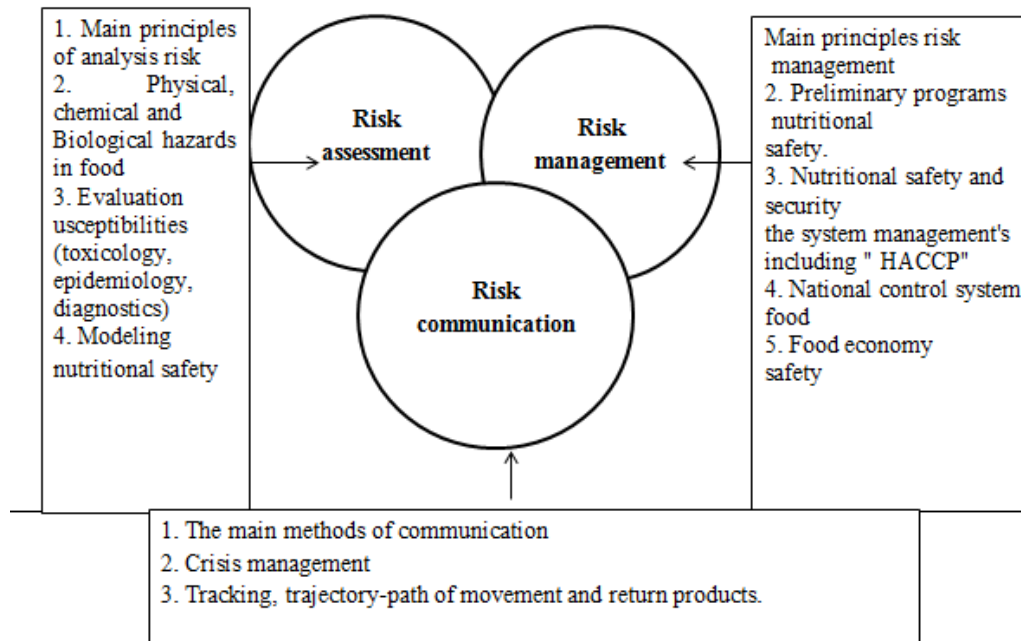 1. Main principles
of analysis risk
2. Physical,
chemical and
Biological hazards
in food
3. Evaluation
usceptibilities
(toxicology,
epidemiology,
diagnostics)
4. Modeling
nutritional safety
Risk
assessment
Risk
management
Risk
communication
Main principles risk
management
2. Preliminary programs
nutritional
safety.
3. Nutritional safety and
security
the system management's
including " HACCP"
4. National control system
food
5. Food economy
safety
1. The main methods of communication
2. Crisis management
3. Tracking, trajectory-path of movement and return products.